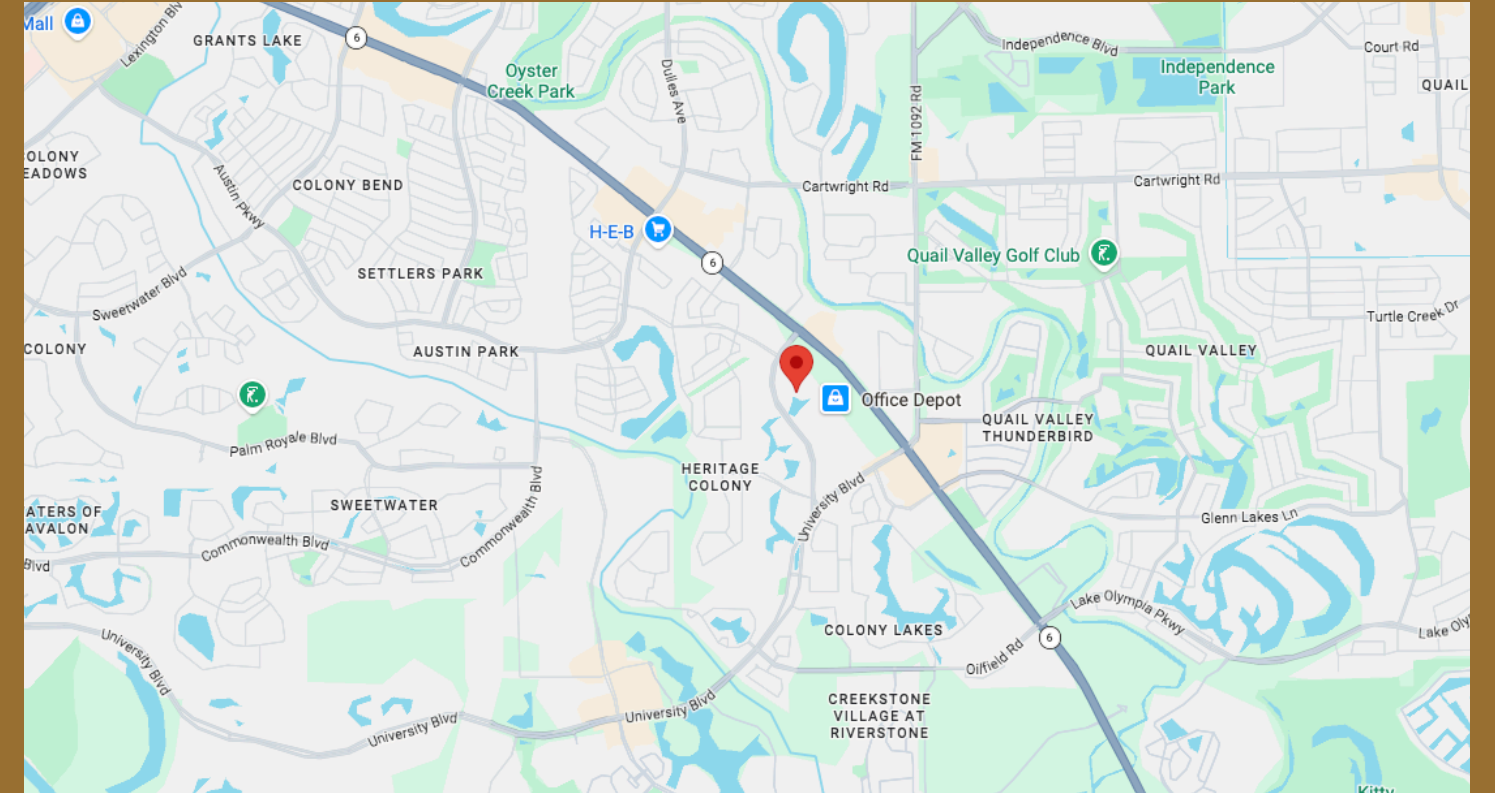 Mall
Lexington Blv
GRANTS LAKE
6
Oyster
Creek Park
Dulles Ave
FM 1092 Rd
Independence Blvd
Independence
Park
Court Rd
QUAIL
OLONY
EADOWS
Austin Pkwy
COLONY BEND
Cartwright Rd
Cartwright Rd
H-E-B
6
Quail Valley Golf Club
SETTLERS PARK
Sweetwater Blvd
Turtle Creek Dr
COLONY
AUSTIN PARK
QUAIL VALLEY
Office Depot
QUAIL VALLEY
THUNDERBIRD
Palm Royale Blvd
HERITAGE
COLONY
University Blvd
SWEETWATER
Commonwealth Blvd
ATERS OF
AVALON
Commonwealth Blvd
Blvd
Glenn Lakes Ln
Lake Olympia Pkwy
Lake Oly
COLONY LAKES
6
Oilfield Rd
University Blvd
University Blvd
University Blvd
CREEKSTONE
VILLAGE AT
RIVERSTONE
Kitty